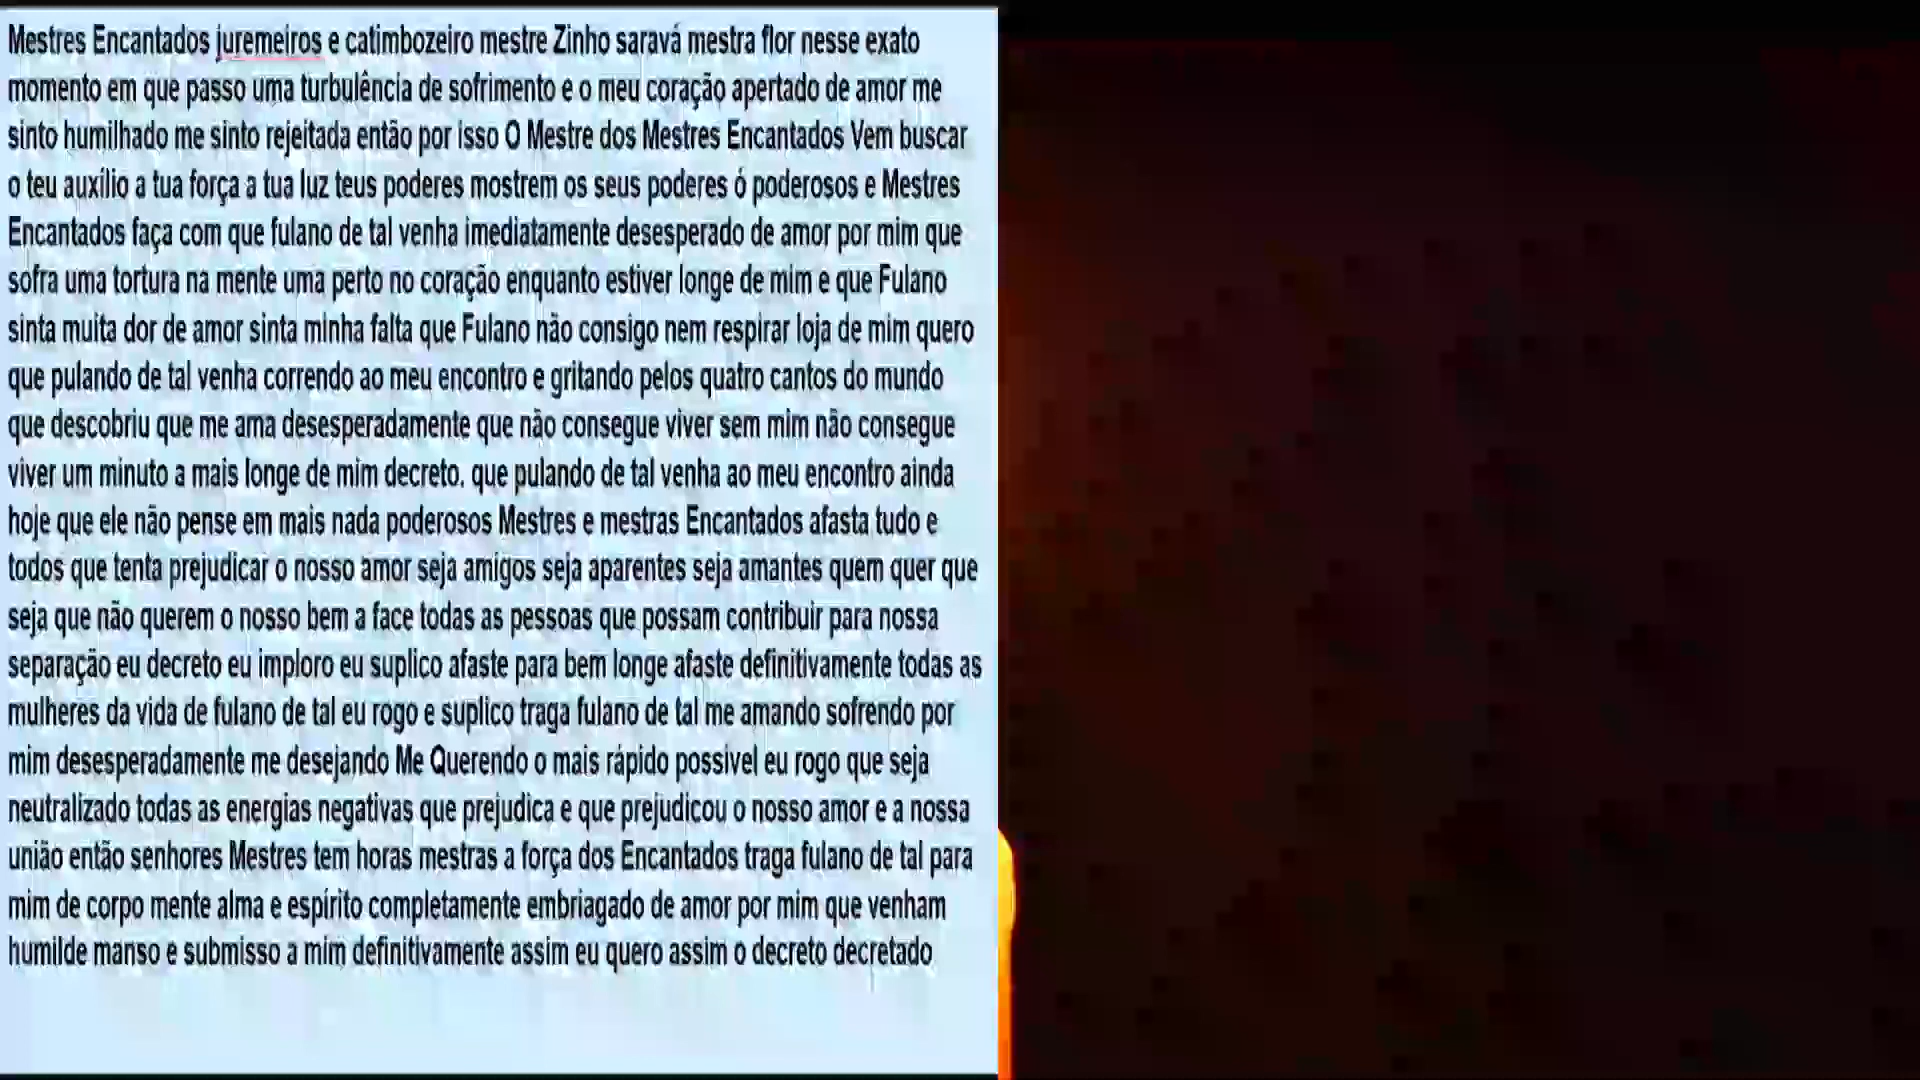 Mestres Encantados juremeiros e catimbozeiro mestre Zinho saravá mestra flor nesse exato
momento em que passo uma turbulência de sofrimento e o meu coração apertado de amor me
sinto humilhado me sinto rejeitada então por isso O Mestre dos Mestres Encantados Vem buscar
o teu auxílio a tua força a tua luz teus poderes mostrem os seus poderes ó poderosos e Mestres
Encantados faça com que fulano de tal venha imediatamente desesperado de amor por mim que
sofra uma tortura na mente uma perto no coração enquanto estiver longe de mim e que Fulano
sinta muita dor de amor sinta minha falta que Fulano não consigo nem respirar loja de mim quero
que pulando de tal venha correndo ao meu encontro e gritando pelos quatro cantos do mundo
que descobriu que me ama desesperadamente que não consegue viver sem mim não consegue
viver um minuto a mais longe de mim decreto. que pulando de tal venha ao meu encontro ainda
hoje que ele não pense em mais nada poderosos Mestres e mestras Encantados afasta tudo e
todos que tenta prejudicar o nosso amor seja amigos seja aparentes seja amantes quem quer que
seja que não querem o nosso bem a face todas as pessoas que possam contribuir para nossa
separação eu decreto eu imploro eu suplico afaste para bem longe afaste definitivamente todas as
mulheres da vida de fulano de tal eu rogo e suplico traga fulano de tal me amando sofrendo por
mim desesperadamente me desejando Me Querendo o mais rápido possível eu rogo que seja
neutralizado todas as energias negativas que prejudica e que prejudicou o nosso amor e a nossa
união então senhores Mestres tem horas mestras a força dos Encantados traga fulano de tal para
mim de corpo mente alma e espírito completamente embriagado de amor por mim que venham
humilde manso e submisso a mim definitivamente assim eu quero assim o decreto decretado